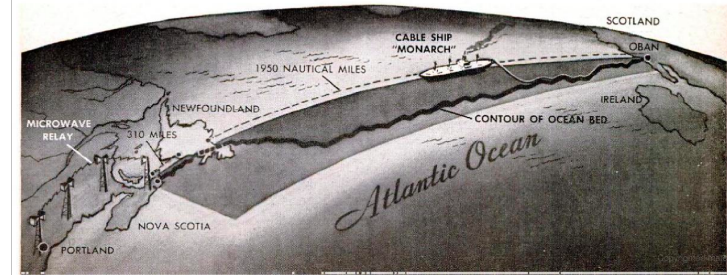 SCOTLAND
OBAN
CABLE SHIP
"MONARCH"
1950 NAUTICAL MILES
IRELAND
NEWFOUNDLAND
MICROWAVE
RELAY
310 MILES
CONTOUR OF OCEAN BED
Atlantic Ocean
NOVA SCOTIA
PORTLAND